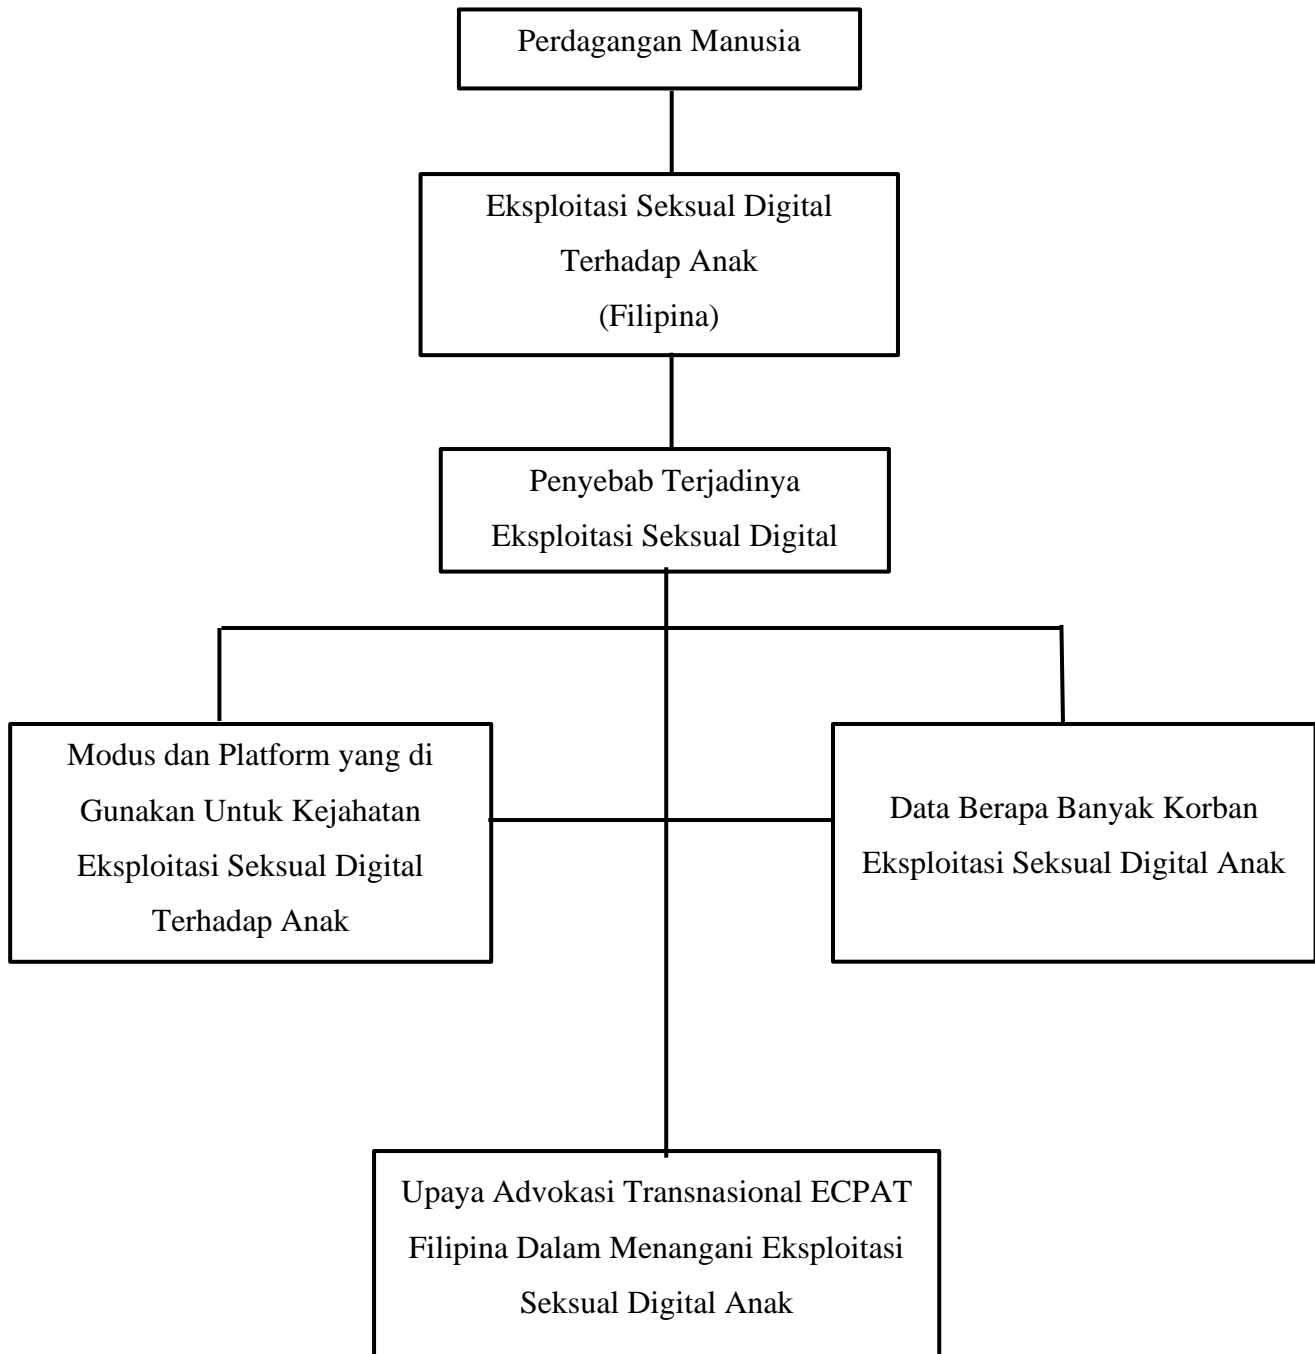 Perdagangan Manusia
Eksploitasi Seksual Digital
Terhadap Anak
(Filipina)
Penyebab Terjadinya
Eksploitasi Seksual Digital
Modus dan Platform yang di
Gunakan Untuk Kejahatan
Eksploitasi Seksual Digital
Terhadap Anak
Data Berapa Banyak Korban
Eksploitasi Seksual Digital Anak
Upaya Advokasi Transnasional ECPAT
Filipina Dalam Menangani Eksploitasi
Seksual Digital Anak